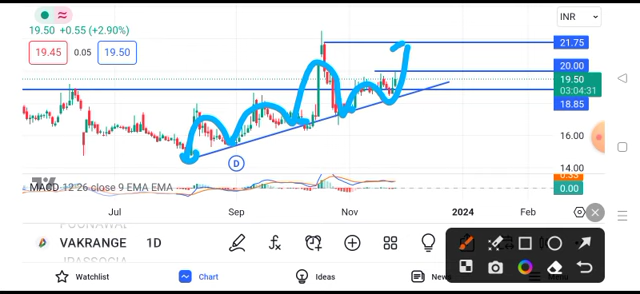 INR
19.50 +0.55 (+2.90%)
19.45 0.05 19.50
21.75
20.00
19.50
03:04:31
18.85
16.00
14.00
D
MACD 12 26 close 9 EMA EMA
0.33
0.00
Jul Sep Nov 2024 Feb
VAKRANGE 1D
Watchlist Chart Ideas News